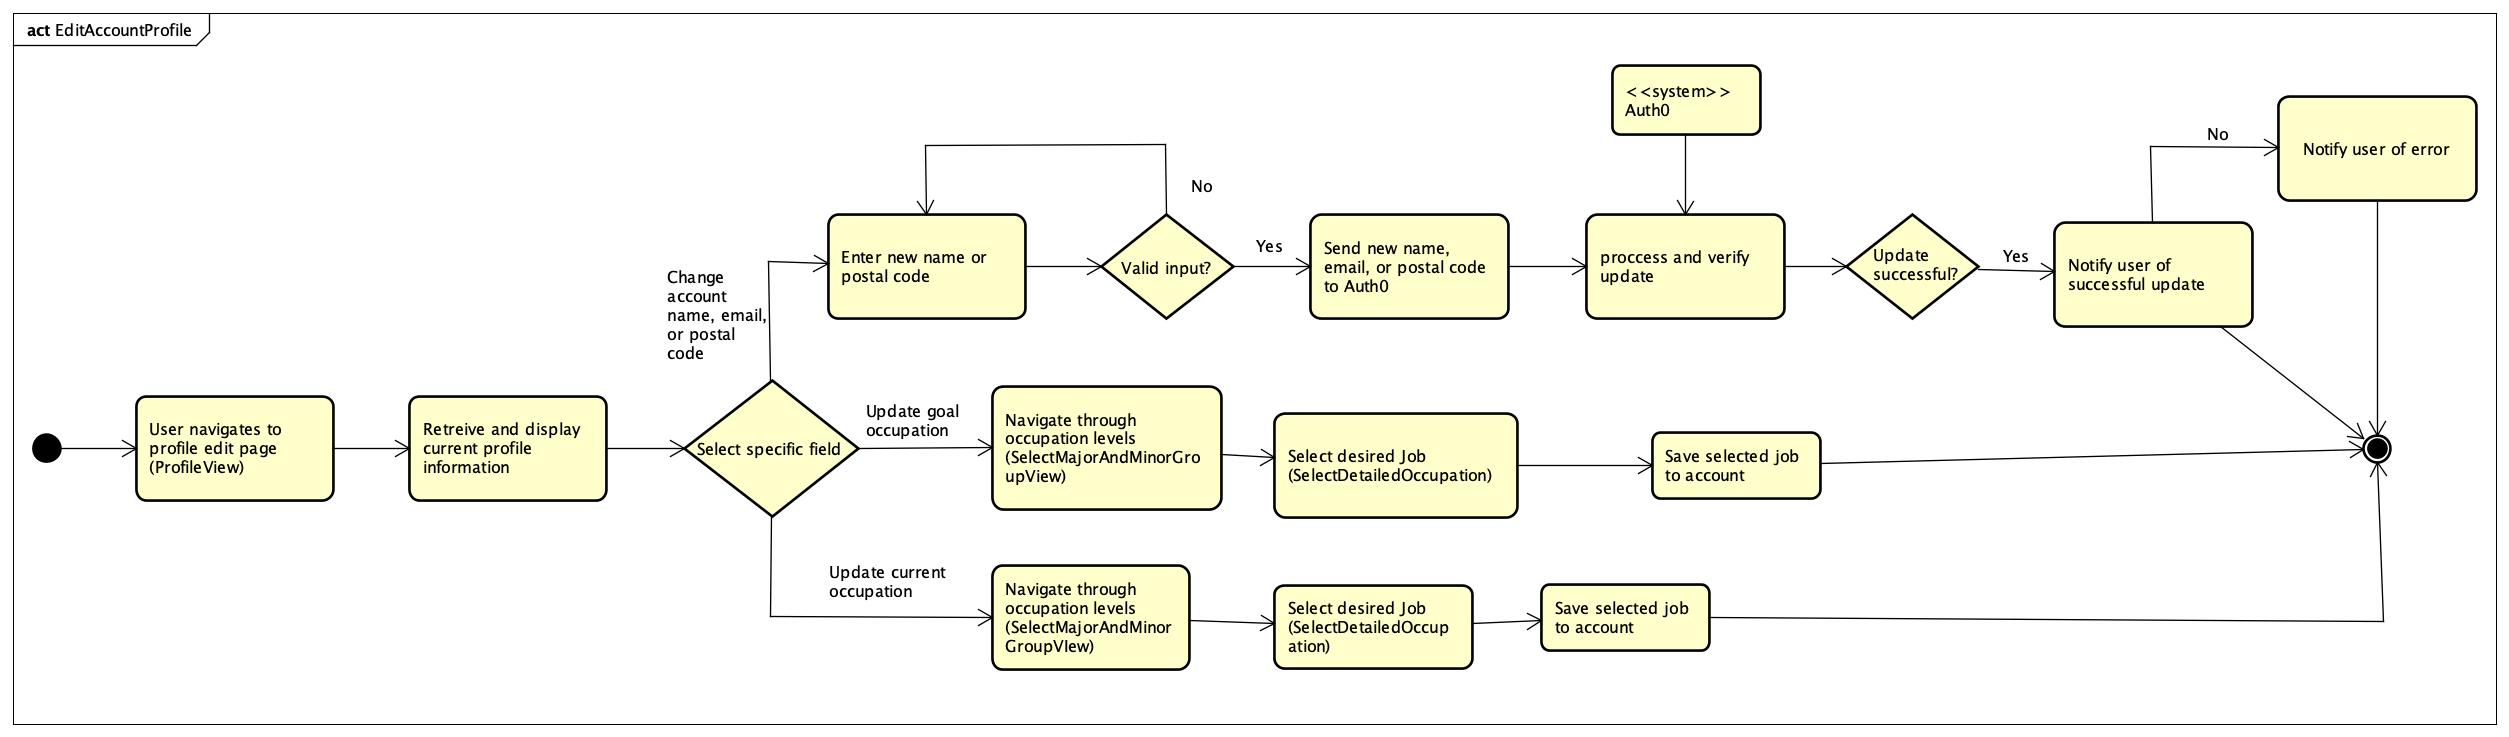 act EditAccountProfile
<<system>>
Auth0
No
Notify user of error
No
Enter new name or
postal code
Valid input?
Yes
Send new name,
email, or postal code
to Auth0
proccess and verify
update
Update
successful?
Yes
Notify user of
successful update
Change
account
name, email,
or postal
code
User navigates to
profile edit page
(ProfileView)
Retreive and display
current profile
information
Select specific field
Update goal
occupation
Navigate through
occupation levels
(SelectMajorAndMinorGro
upView)
Select desired Job
(SelectDetailedOccupation)
Save selected job
to account
Update current
occupation
Navigate through
occupation levels
(SelectMajorAndMinor
GroupVIew)
Select desired Job
(SelectDetailedOccup
ation)
Save selected job
to account